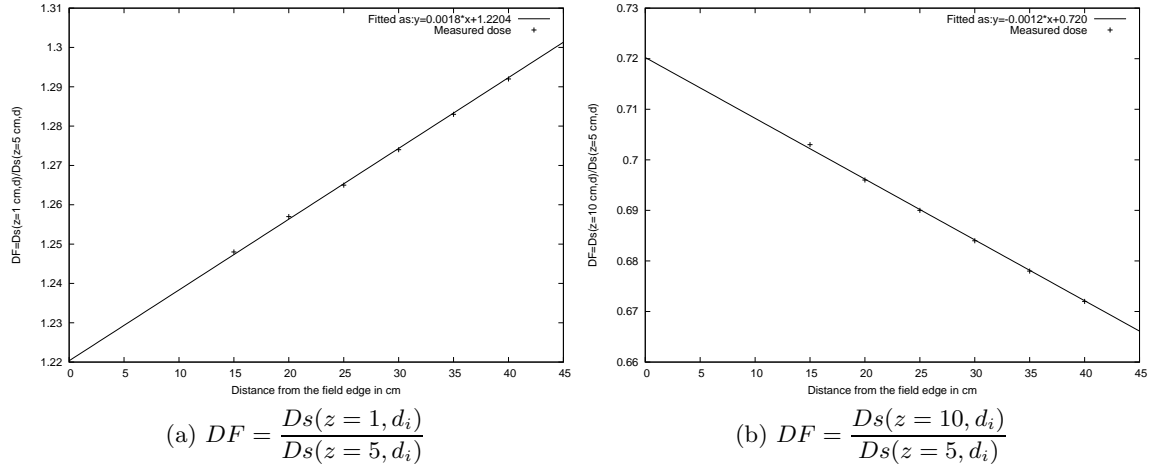 Fitted as:y=0.0018*x+1.2204
Measured dose
1.3
1.29
1.28
1.27
1.26
1.25
1.24
1.23
1.22
DF=Ds(z=1 cm,d)/Ds(z=5 cm,d)
0 5 10 15 20 25 30 35 40 45
Distance from the field edge in cm
(a) DF = Ds(z = 1, d_i) / Ds(z = 5, d_i)
Fitted as:y=-0.0012*x+0.720
Measured dose
0.73
0.72
0.71
0.7
0.69
0.68
0.67
0.66
DF=Ds(z=10 cm,d)/Ds(z=5 cm,d)
0 5 10 15 20 25 30 35 40 45
Distance from the field edge in cm
(b) DF = Ds(z = 10, d_i) / Ds(z = 5, d_i)